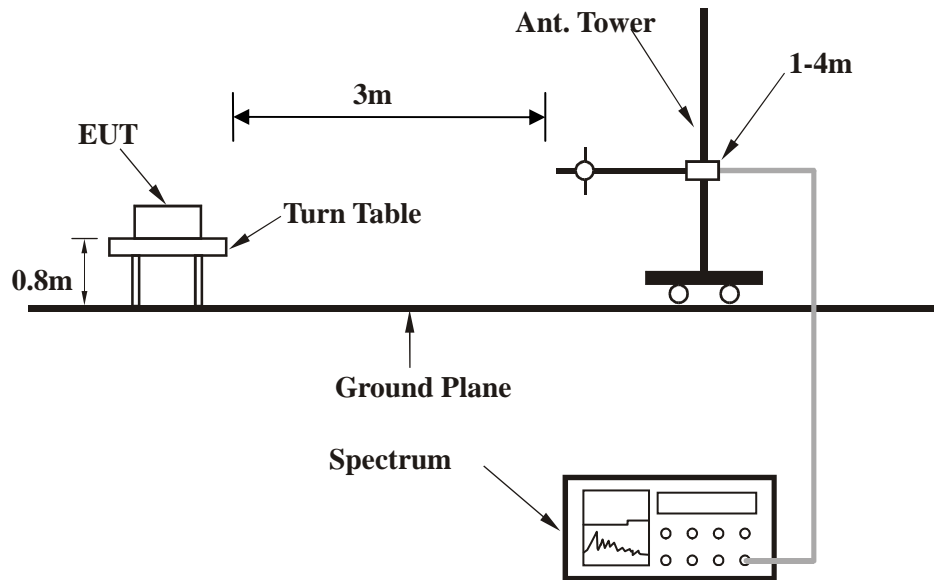 Ant. Tower
1-4m
3m
EUT
Turn Table
0.8m
Ground Plane
Spectrum